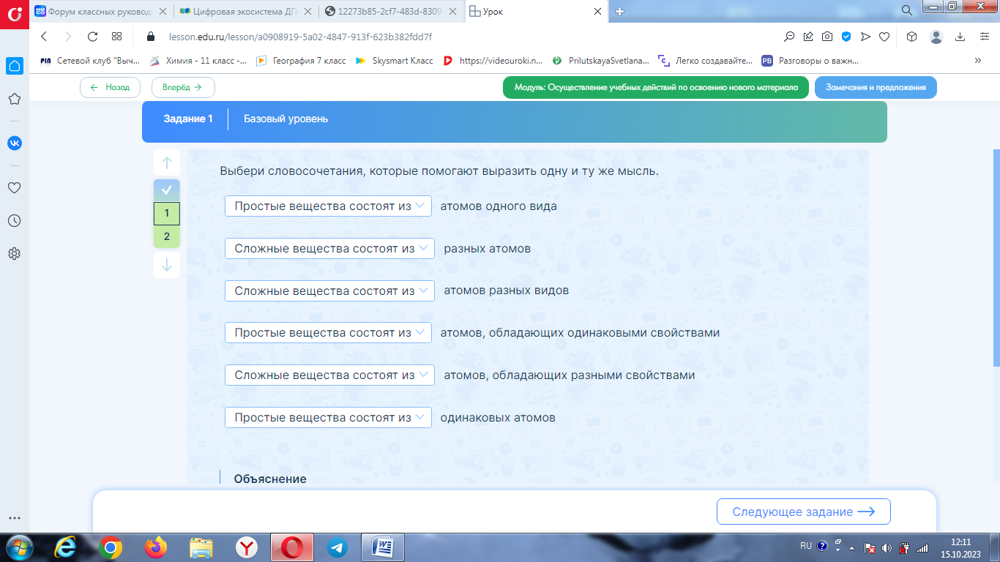 Форум классных руковод
Цифровая экосистема ДП
12273b85-2cf7-483d-8309
Урок
lesson.edu.ru/lesson/a0908919-5a02-4847-913f-623b382fdd7f
Сетевой клуб "Выч...
Химия - 11 класс -...
География 7 класс
Skysmart Класс
https://videouroki.n...
PrilutskayaSvetlana...
Легко создавайте...
Разговоры о важн...
Назад
Вперёд
Модуль: Осуществление учебных действий по освоению нового материала
Замечания и предложения
Задание 1
Базовый уровень
1
2
Выбери словосочетания, которые помогают выразить одну и ту же мысль.
Простые вещества состоят из атомов одного вида
Сложные вещества состоят из разных атомов
Сложные вещества состоят из атомов разных видов
Простые вещества состоят из атомов, обладающих одинаковыми свойствами
Сложные вещества состоят из атомов, обладающих разными свойствами
Простые вещества состоят из одинаковых атомов
Объяснение
Следующее задание
RU
12:11
15.10.2023